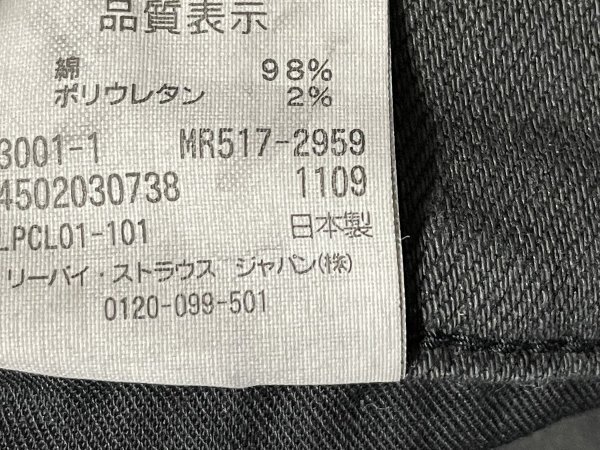 品質表示
綿 98%
ポリウレタン 2%
3001-1 MR517-2959
4502030738 1109
LPCL01-101 日本製
リーバイ・ストラウス ジャパン(株)
0120-099-501